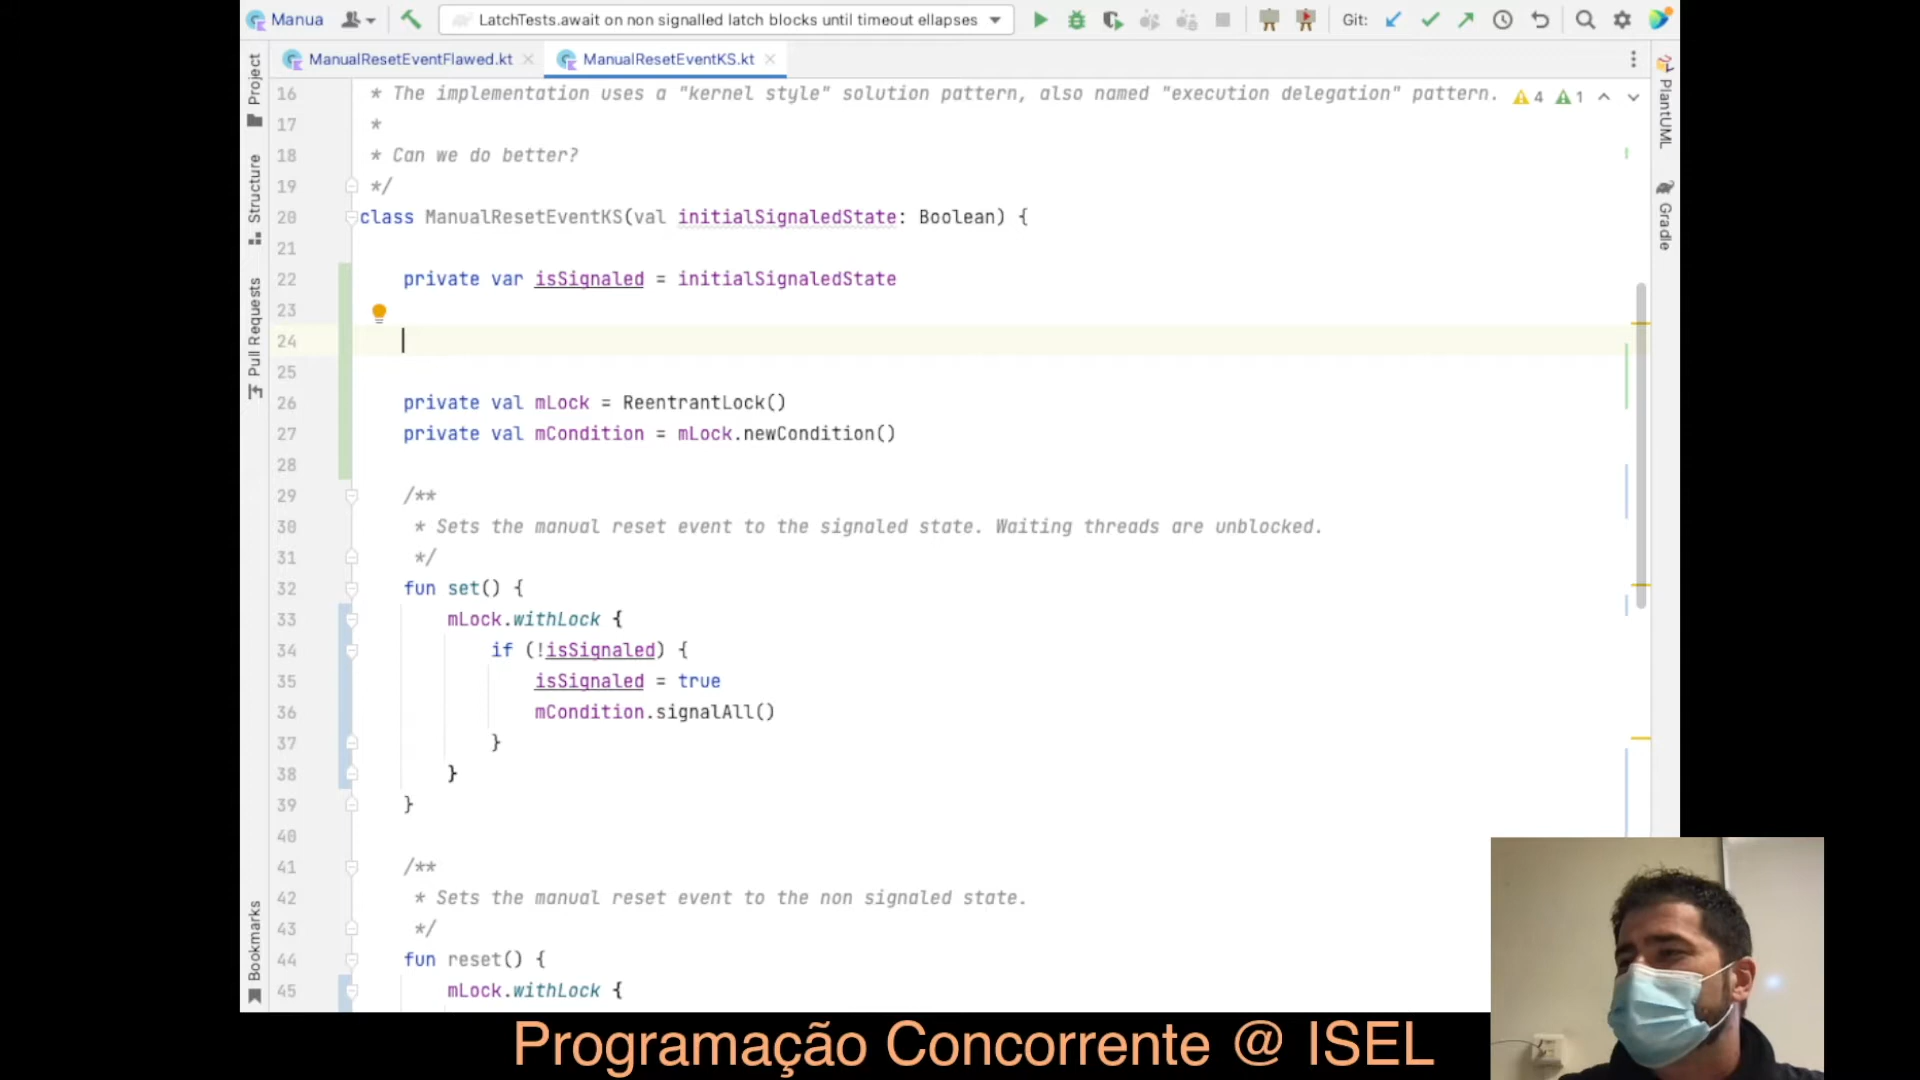 Manua
LatchTests.await on non signalled latch blocks until timeout ellapses
Git:
ManualResetEventFlawed.kt
ManualResetEventKS.kt
Project
Structure
Pull Requests
Bookmarks
PlantUML
Gradle
4 1
16 * The implementation uses a "kernel style" solution pattern, also named "execution delegation" pattern.
17 *
18 * Can we do better?
19 */
20 class ManualResetEventKS(val initialSignaledState: Boolean) {
21
22 private var isSignaled = initialSignaledState
23
24
25
26 private val mLock = ReentrantLock()
27 private val mCondition = mLock.newCondition()
28
29 /**
30 * Sets the manual reset event to the signaled state. Waiting threads are unblocked.
31 */
32 fun set() {
33 mLock.withLock {
34 if (!isSignaled) {
35 isSignaled = true
36 mCondition.signalAll()
37 }
38 }
39 }
40
41 /**
42 * Sets the manual reset event to the non signaled state.
43 */
44 fun reset() {
45 mLock.withLock {
Programação Concorrente @ ISEL